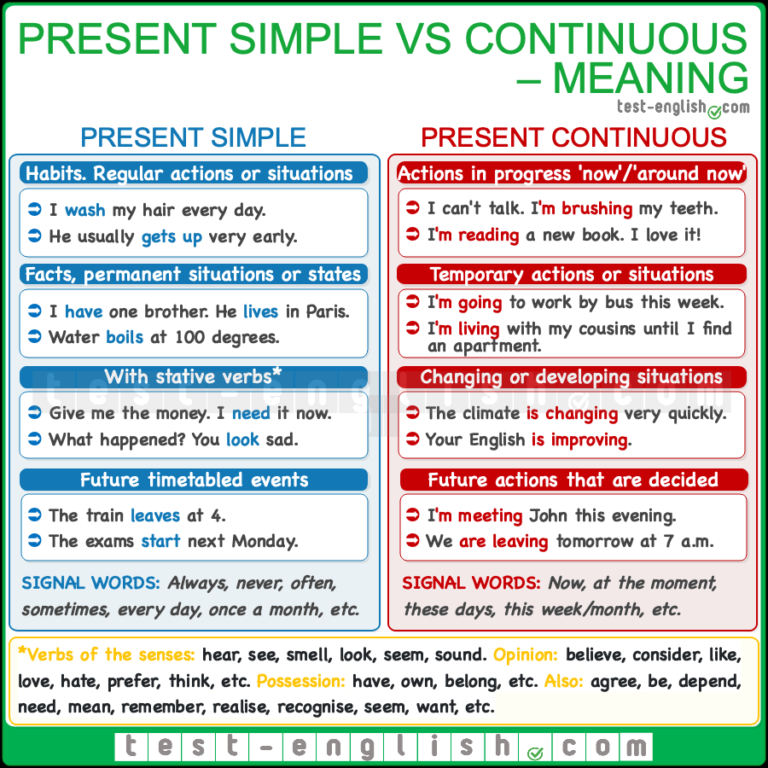 PRESENT SIMPLE VS CONTINUOUS
– MEANING
test-english.com
PRESENT SIMPLE
Habits. Regular actions or situations
I wash my hair every day.
He usually gets up very early.
Facts, permanent situations or states
I have one brother. He lives in Paris.
Water boils at 100 degrees.
With stative verbs*
Give me the money. I need it now.
What happened? You look sad.
Future timetabled events
The train leaves at 4.
The exams start next Monday.
SIGNAL WORDS: Always, never, often,
sometimes, every day, once a month, etc.
PRESENT CONTINUOUS
Actions in progress 'now'/'around now'
I can't talk. I'm brushing my teeth.
I'm reading a new book. I love it!
Temporary actions or situations
I'm going to work by bus this week.
I'm living with my cousins until I find
an apartment.
Changing or developing situations
The climate is changing very quickly.
Your English is improving.
Future actions that are decided
I'm meeting John this evening.
We are leaving tomorrow at 7 a.m.
SIGNAL WORDS: Now, at the moment,
these days, this week/month, etc.
test-english.com
*Verbs of the senses: hear, see, smell, look, seem, sound. Opinion: believe, consider, like,
love, hate, prefer, think, etc. Possession: have, own, belong, etc. Also: agree, be, depend,
need, mean, remember, realise, recognise, seem, want, etc.
test-english.com